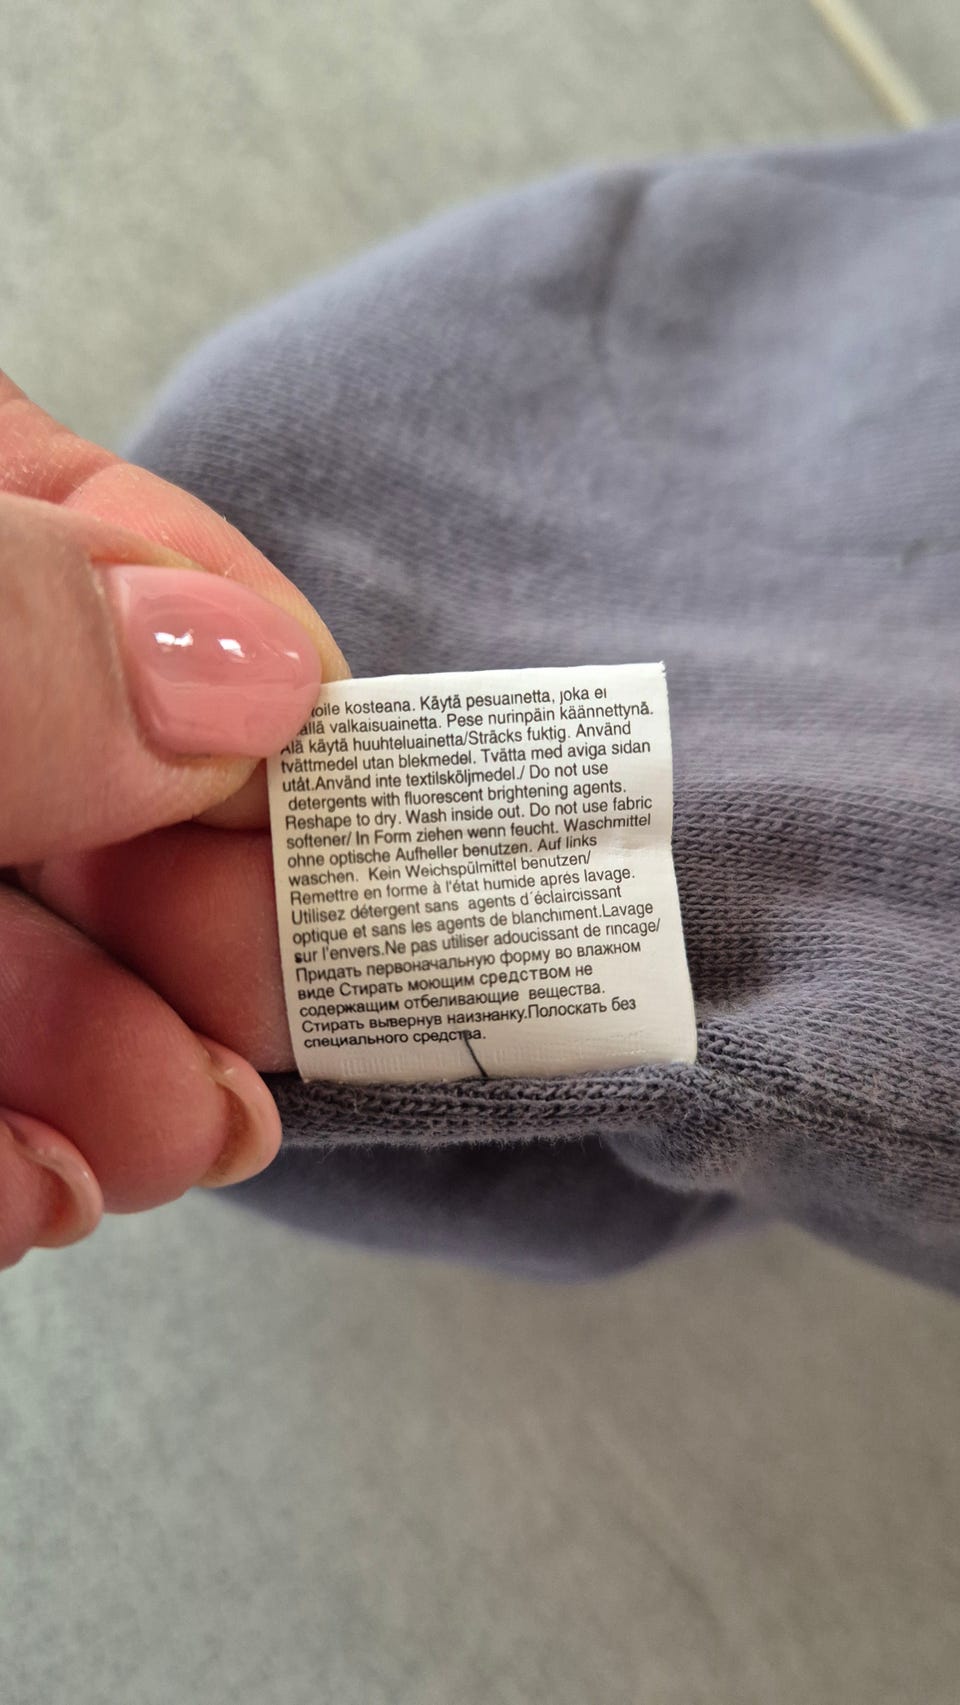 kosteana. Käytä pesuainetta, joka ei
valkaisuainetta. Pese nurinpäin käännettynä.
Älä käytä huuhteluainetta/Sträcks fuktig. Använd
tvättmedel utan blekmedel. Tvätta med aviga sidan
utåt.Använd inte textilsköljmedel./ Do not use
detergents with fluorescent brightening agents.
Reshape to dry. Wash inside out. Do not use fabric
softener/ In Form ziehen wenn feucht. Waschmittel
ohne optische Aufheller benutzen. Auf links
waschen. Kein Weichspülmittel benutzen/
Remettre en forme à l'état humide aprés lavage.
Utilisez détergent sans agents d´éclaircissant
optique et sans les agents de blanchiment.Lavage
sur l'envers.Ne pas utiliser adoucissant de rincage/
Придать первоначальную форму во влажном
виде Стирать моющим средством не
содержащим отбеливающие вещества.
Стирать вывернув наизнанку.Полоскать без
специального средства.